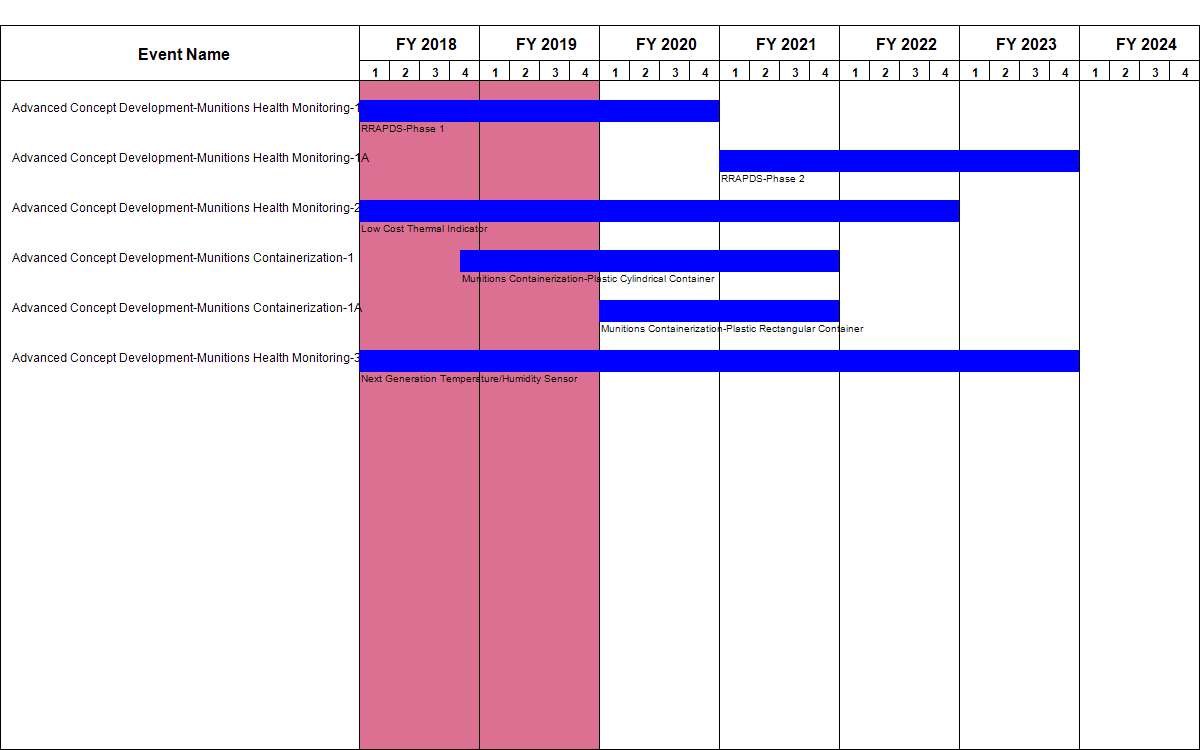 Event Name
FY 2018 FY 2019 FY 2020 FY 2021 FY 2022 FY 2023 FY 2024
1 2 3 4 1 2 3 4 1 2 3 4 1 2 3 4 1 2 3 4 1 2 3 4 1 2 3 4
Advanced Concept Development-Munitions Health Monitoring-1
RRAPDS-Phase 1
Advanced Concept Development-Munitions Health Monitoring-1A
RRAPDS-Phase 2
Advanced Concept Development-Munitions Health Monitoring-2
Low Cost Thermal Indicator
Advanced Concept Development-Munitions Containerization-1
Munitions Containerization-Plastic Cylindrical Container
Advanced Concept Development-Munitions Containerization-1A
Munitions Containerization-Plastic Rectangular Container
Advanced Concept Development-Munitions Health Monitoring-3
Next Generation Temperature/Humidity Sensor